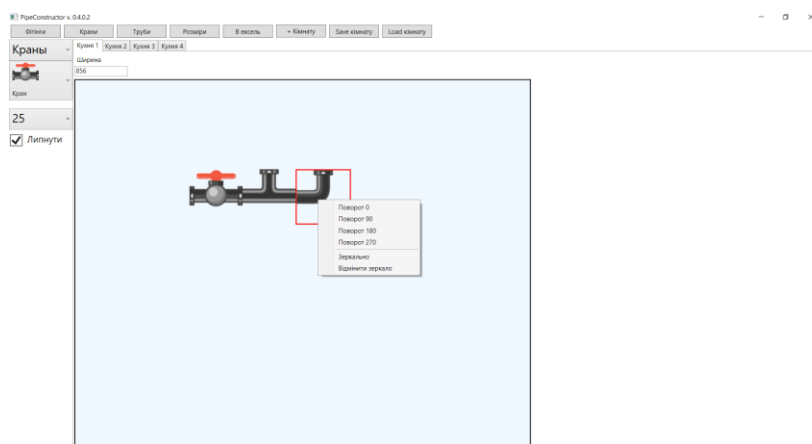 PipeConstructor v. 0.4.0.2
Фітінги Крани Труби Розміри В ексель + Кімнату Save кімнату Load кімнату
Краны
Кухня 1 Кухня 2 Кухня 3 Кухня 4
Ширина
856
Кран
25
Липнути
Поворот 0
Поворот 90
Поворот 180
Поворот 270
Зеркально
Відмінити зеркало